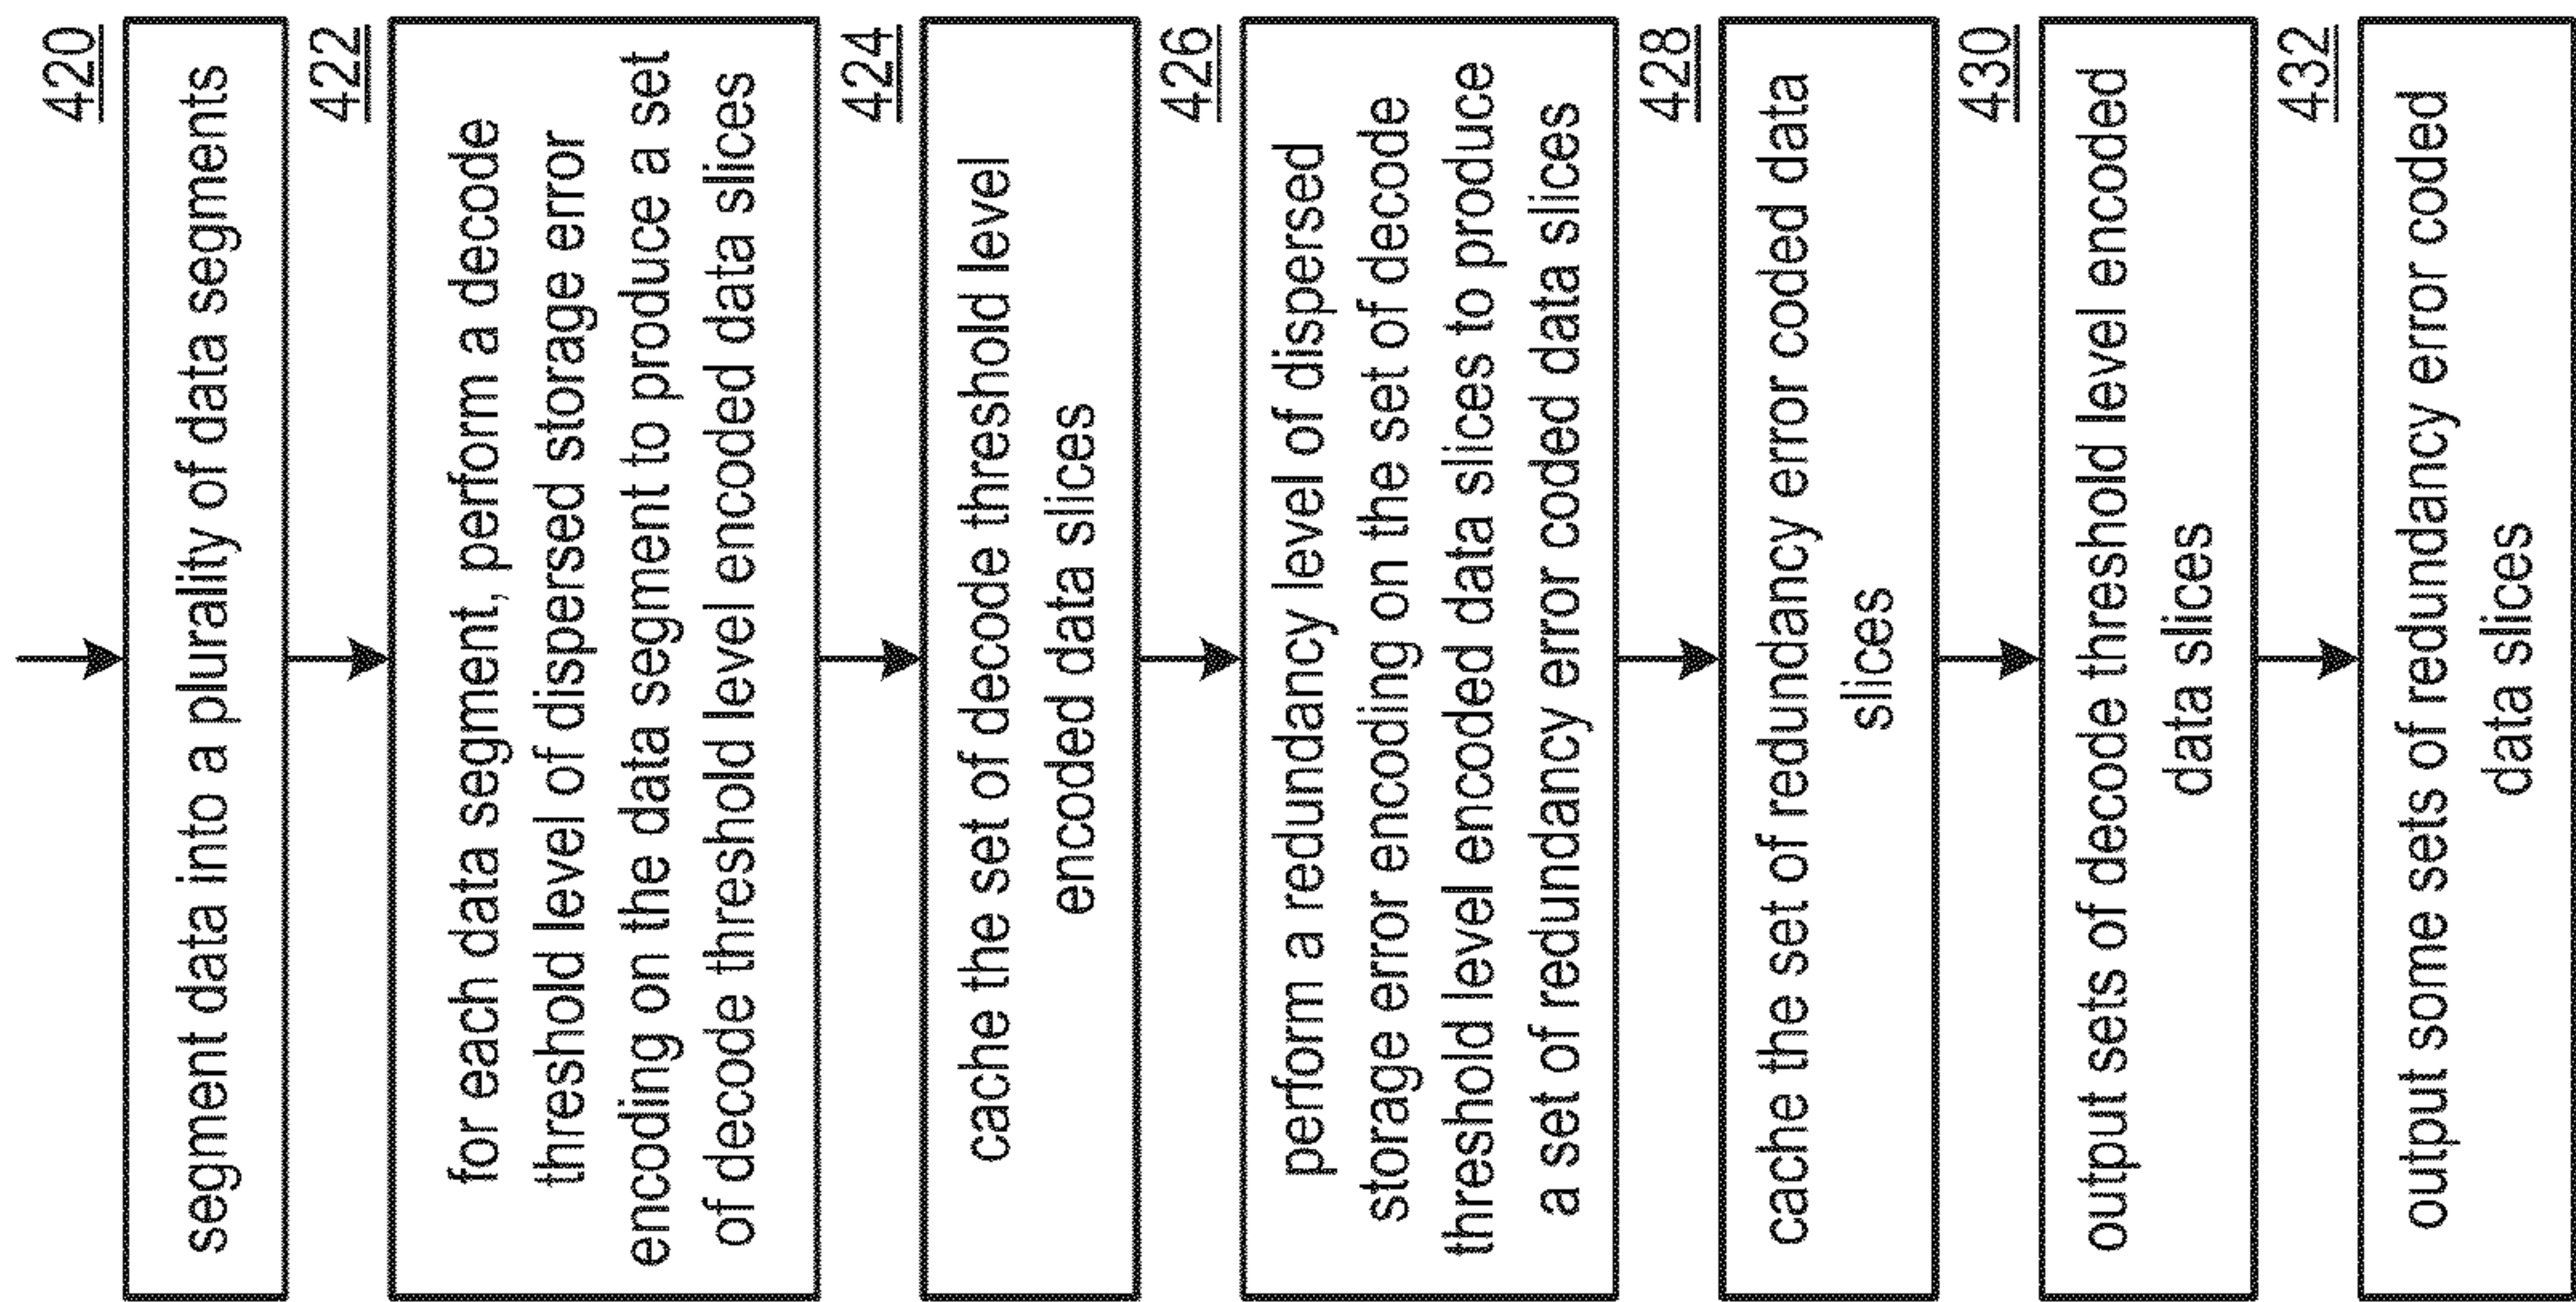 420
segment data into a plurality of data segments
422
for each data segment, perform a decode
threshold level of dispersed storage error
encoding on the data segment to produce a set
of decode threshold level encoded data slices
424
cache the set of decode threshold level
encoded data slices
426
perform a redundancy level of dispersed
storage error encoding on the set of decode
threshold level encoded data slices to produce
a set of redundancy error coded data slices
428
cache the set of redundancy error coded data
slices
430
output sets of decode threshold level encoded
data slices
432
output some sets of redundancy error coded
data slices